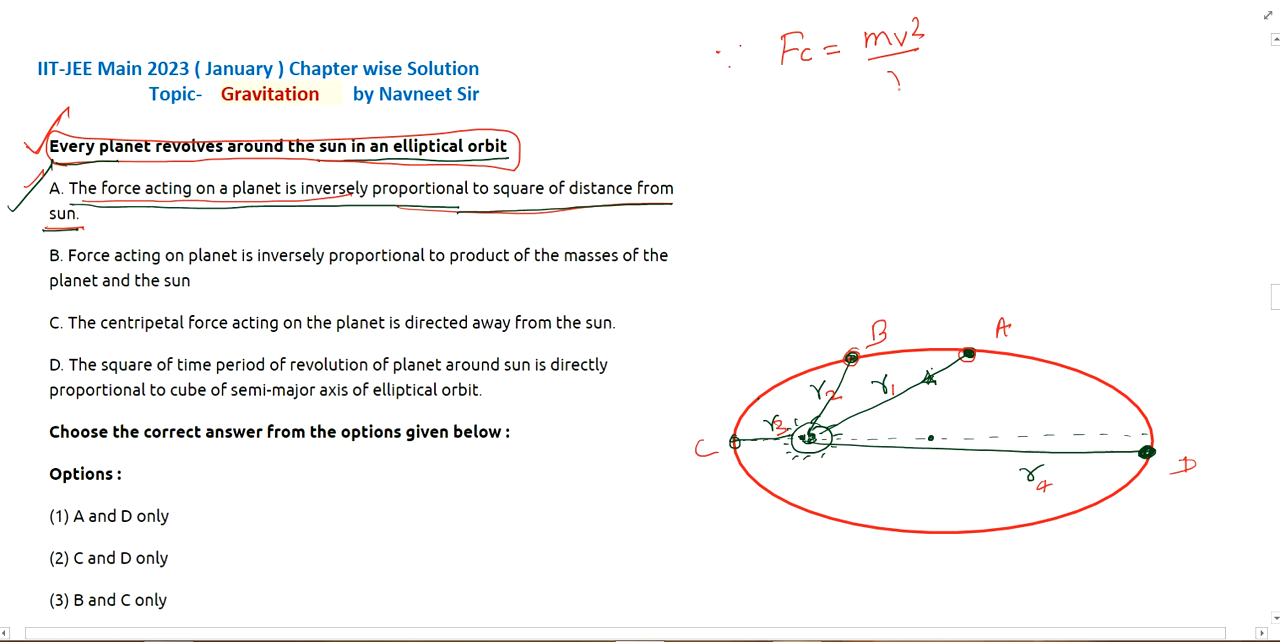 IIT-JEE Main 2023 ( January ) Chapter wise Solution
Topic- Gravitation by Navneet Sir
∵ Fc = mv²
Every planet revolves around the sun in an elliptical orbit
A. The force acting on a planet is inversely proportional to square of distance from
sun.
B. Force acting on planet is inversely proportional to product of the masses of the
planet and the sun
C. The centripetal force acting on the planet is directed away from the sun.
D. The square of time period of revolution of planet around sun is directly
proportional to cube of semi-major axis of elliptical orbit.
Choose the correct answer from the options given below :
Options :
(1) A and D only
(2) C and D only
(3) B and C only
B
A
r2
r1
r3
C
r4
D